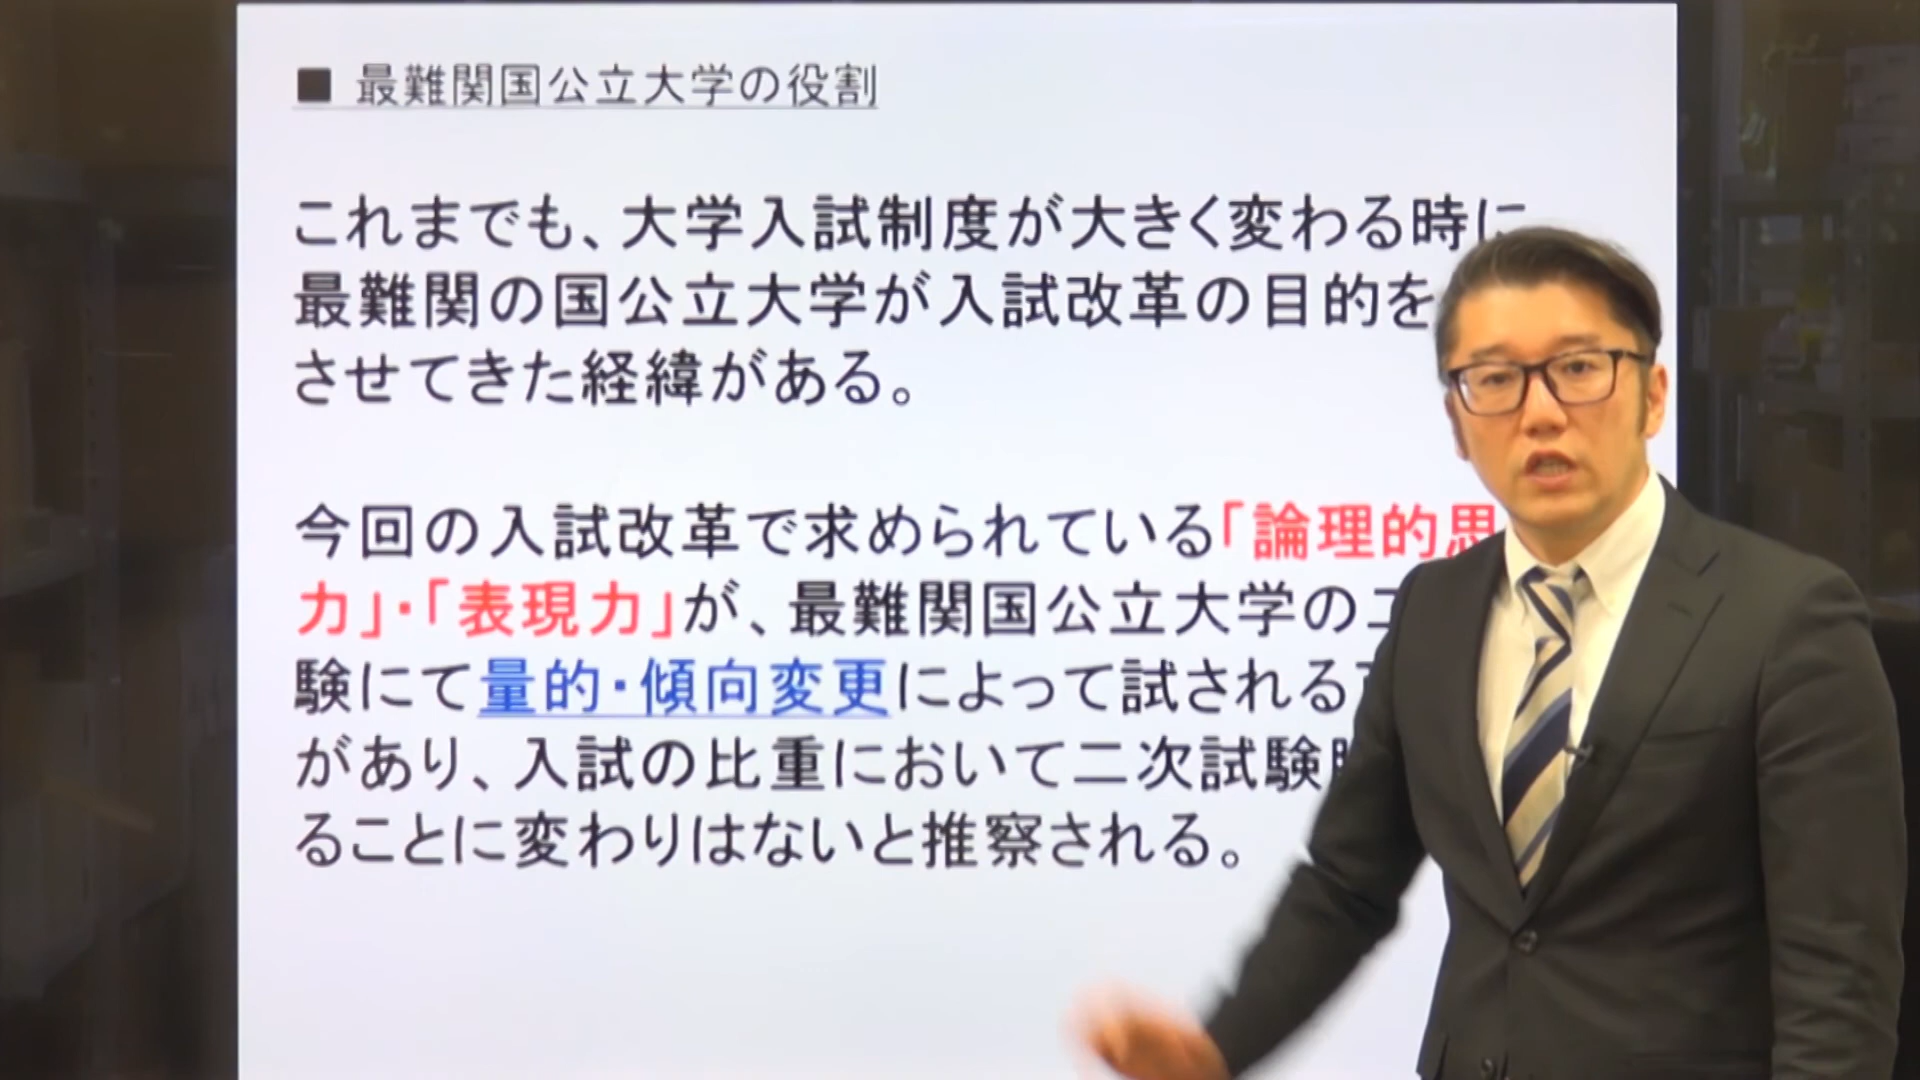 ■ 最難関国公立大学の役割
これまでも、大学入試制度が大きく変わる時に
最難関の国公立大学が入試改革の目的を
させてきた経緯がある。
今回の入試改革で求められている「論理的思
力」・「表現力」が、最難関国公立大学の二
験にて量的・傾向変更によって試される
があり、入試の比重において二次試験
ることに変わりはないと推察される。